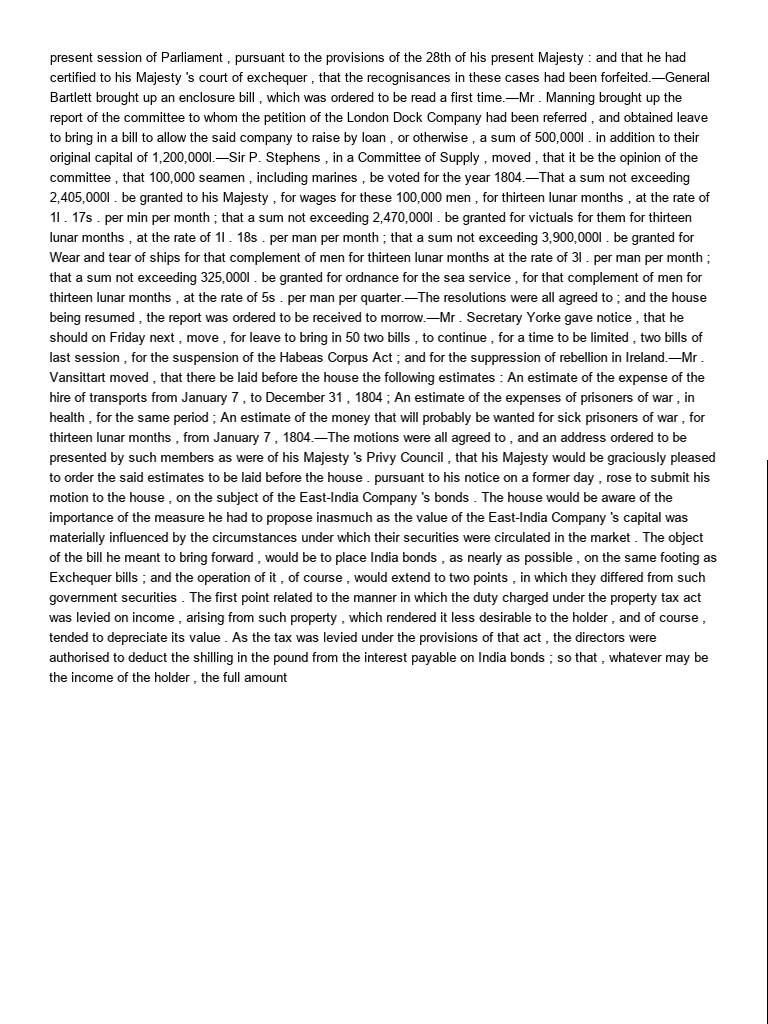 present session of Parliament , pursuant to the provisions of the 28th of his present Majesty : and that he had
certified to his Majesty 's court of exchequer , that the recognisances in these cases had been forfeited.—General
Bartlett brought up an enclosure bill , which was ordered to be read a first time.—Mr . Manning brought up the
report of the committee to whom the petition of the London Dock Company had been referred , and obtained leave
to bring in a bill to allow the said company to raise by loan , or otherwise , a sum of 500,000l . in addition to their
original capital of 1,200,000l.—Sir P. Stephens , in a Committee of Supply , moved , that it be the opinion of the
committee , that 100,000 seamen , including marines , be voted for the year 1804.—That a sum not exceeding
2,405,000l . be granted to his Majesty , for wages for these 100,000 men , for thirteen lunar months , at the rate of
1l . 17s . per min per month ; that a sum not exceeding 2,470,000l . be granted for victuals for them for thirteen
lunar months , at the rate of 1l . 18s . per man per month ; that a sum not exceeding 3,900,000l . be granted for
Wear and tear of ships for that complement of men for thirteen lunar months at the rate of 3l . per man per month ;
that a sum not exceeding 325,000l . be granted for ordnance for the sea service , for that complement of men for
thirteen lunar months , at the rate of 5s . per man per quarter.—The resolutions were all agreed to ; and the house
being resumed , the report was ordered to be received to morrow.—Mr . Secretary Yorke gave notice , that he
should on Friday next , move , for leave to bring in 50 two bills , to continue , for a time to be limited , two bills of
last session , for the suspension of the Habeas Corpus Act ; and for the suppression of rebellion in Ireland.—Mr .
Vansittart moved , that there be laid before the house the following estimates : An estimate of the expense of the
hire of transports from January 7 , to December 31 , 1804 ; An estimate of the expenses of prisoners of war , in
health , for the same period ; An estimate of the money that will probably be wanted for sick prisoners of war , for
thirteen lunar months , from January 7 , 1804.—The motions were all agreed to , and an address ordered to be
presented by such members as were of his Majesty 's Privy Council , that his Majesty would be graciously pleased
to order the said estimates to be laid before the house . pursuant to his notice on a former day , rose to submit his
motion to the house , on the subject of the East-India Company 's bonds . The house would be aware of the
importance of the measure he had to propose inasmuch as the value of the East-India Company 's capital was
materially influenced by the circumstances under which their securities were circulated in the market . The object
of the bill he meant to bring forward , would be to place India bonds , as nearly as possible , on the same footing as
Exchequer bills ; and the operation of it , of course , would extend to two points , in which they differed from such
government securities . The first point related to the manner in which the duty charged under the property tax act
was levied on income , arising from such property , which rendered it less desirable to the holder , and of course ,
tended to depreciate its value . As the tax was levied under the provisions of that act , the directors were
authorised to deduct the shilling in the pound from the interest payable on India bonds ; so that , whatever may be
the income of the holder , the full amount